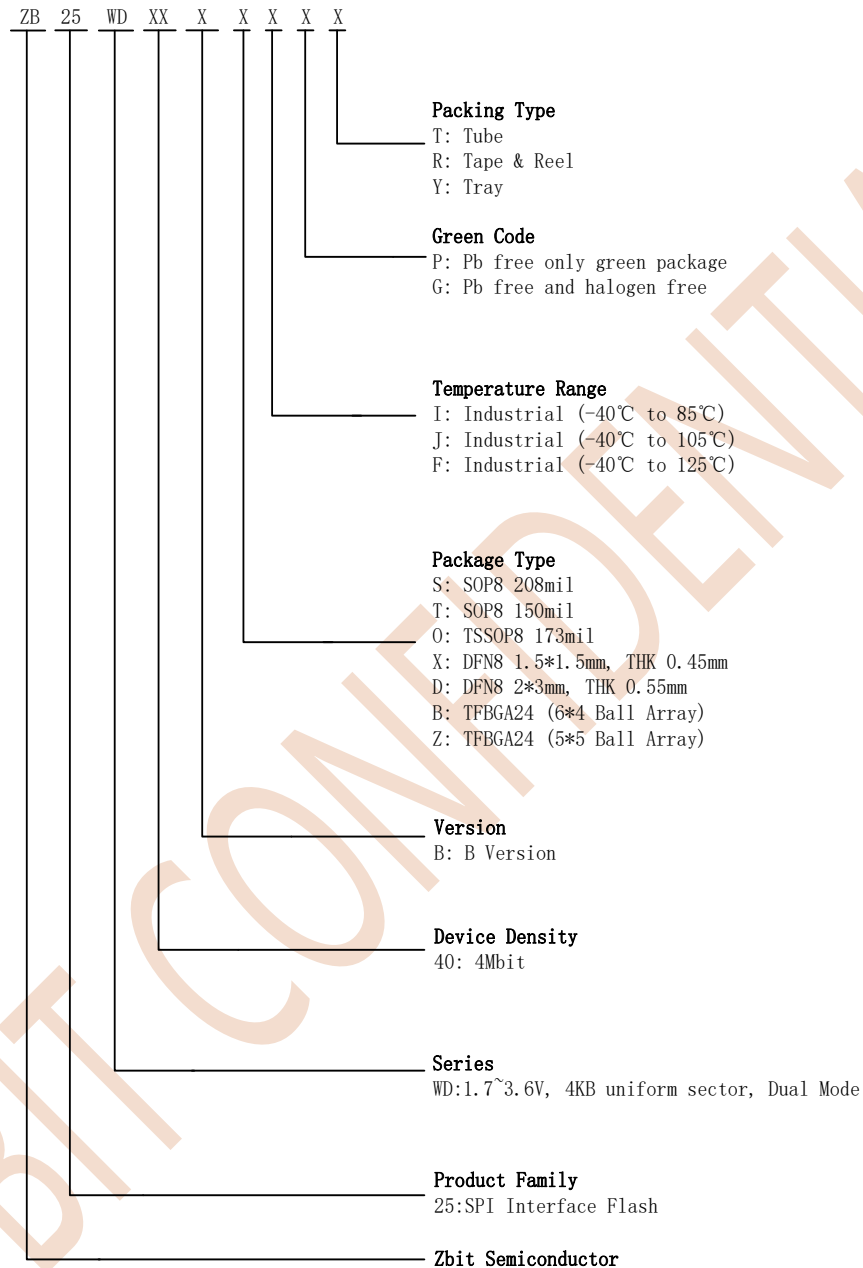 ZB 25 WD XX X X X X X
Packing Type
T: Tube
R: Tape & Reel
Y: Tray
Green Code
P: Pb free only green package
G: Pb free and halogen free
Temperature Range
I: Industrial (-40℃ to 85℃)
J: Industrial (-40℃ to 105℃)
F: Industrial (-40℃ to 125℃)
Package Type
S: SOP8 208mil
T: SOP8 150mil
O: TSSOP8 173mil
X: DFN8 1.5*1.5mm, THK 0.45mm
D: DFN8 2*3mm, THK 0.55mm
B: TFBGA24 (6*4 Ball Array)
Z: TFBGA24 (5*5 Ball Array)
Version
B: B Version
Device Density
40: 4Mbit
Series
WD:1.7~3.6V, 4KB uniform sector, Dual Mode
Product Family
25:SPI Interface Flash
Zbit Semiconductor
BIT CONFIDENTIA